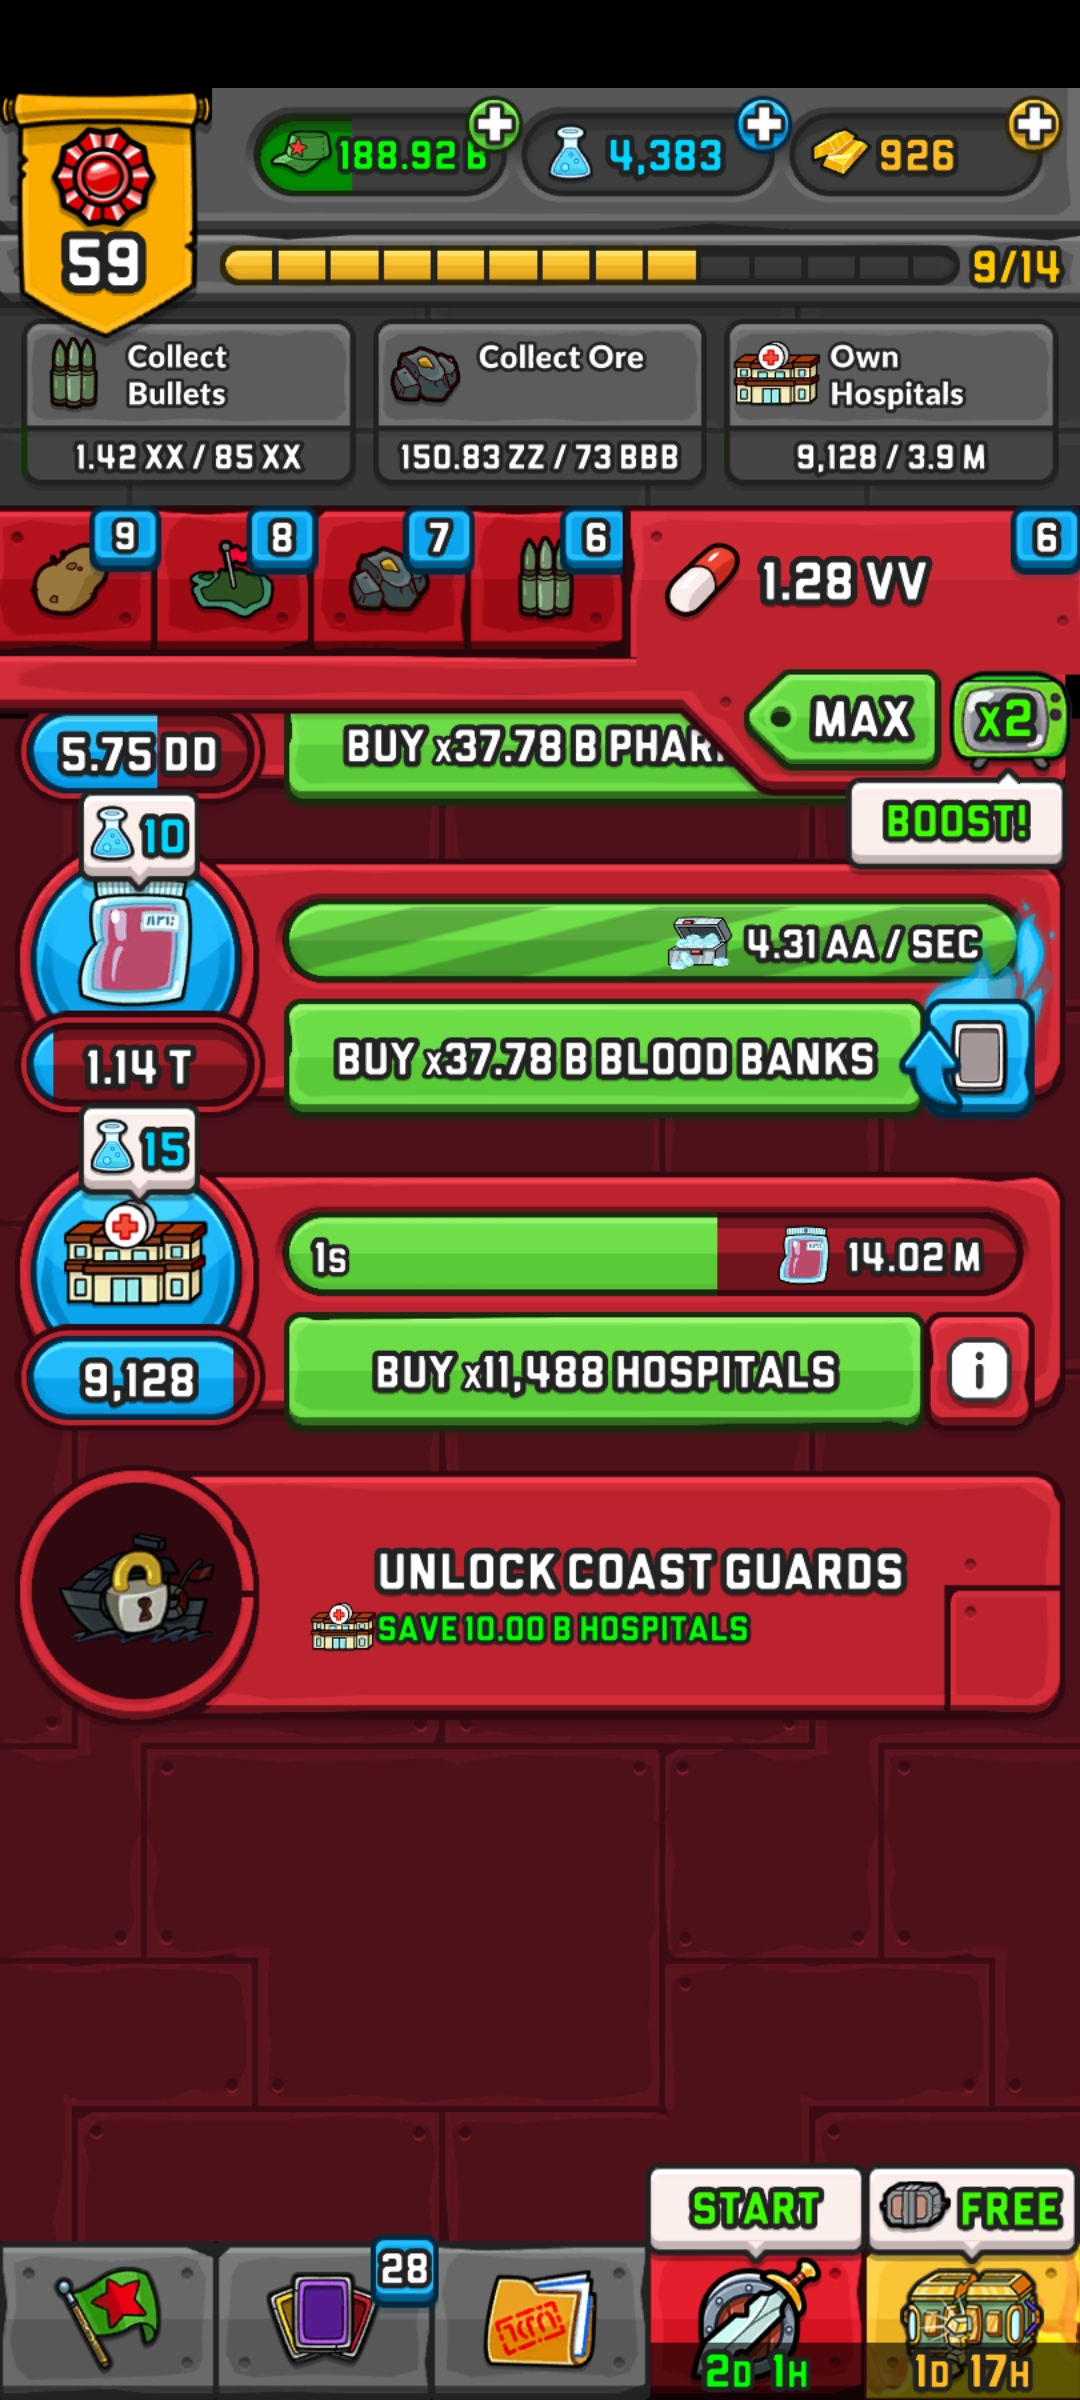 188.92 B
4,383
926
59
9/14
Collect
Bullets
1.42 XX / 85 XX
Collect Ore
150.83 ZZ / 73 BBB
Own
Hospitals
9,128 / 3.9 M
9
8
7
6
1.28 VV
6
MAX
x2
BOOST!
5.75 DD
BUY x37.78 B PHAR
10
4.31 AA / SEC
1.14 T
BUY x37.78 B BLOOD BANKS
15
1s
14.02 M
9,128
BUY x11,488 HOSPITALS
i
UNLOCK COAST GUARDS
SAVE 10.00 B HOSPITALS
START
FREE
28
2D 1H
1D 17H